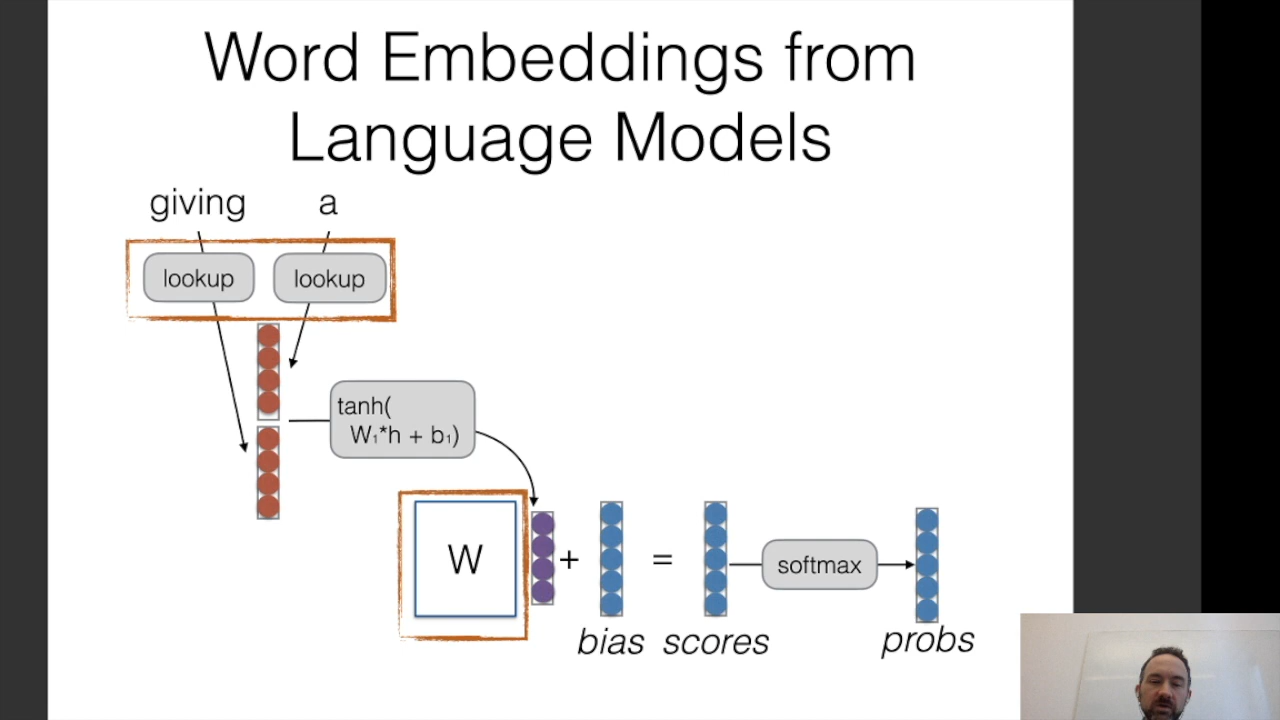 Word Embeddings from
Language Models
giving a
lookup lookup
tanh(
W₁*h + b₁)
W + = softmax
bias scores probs